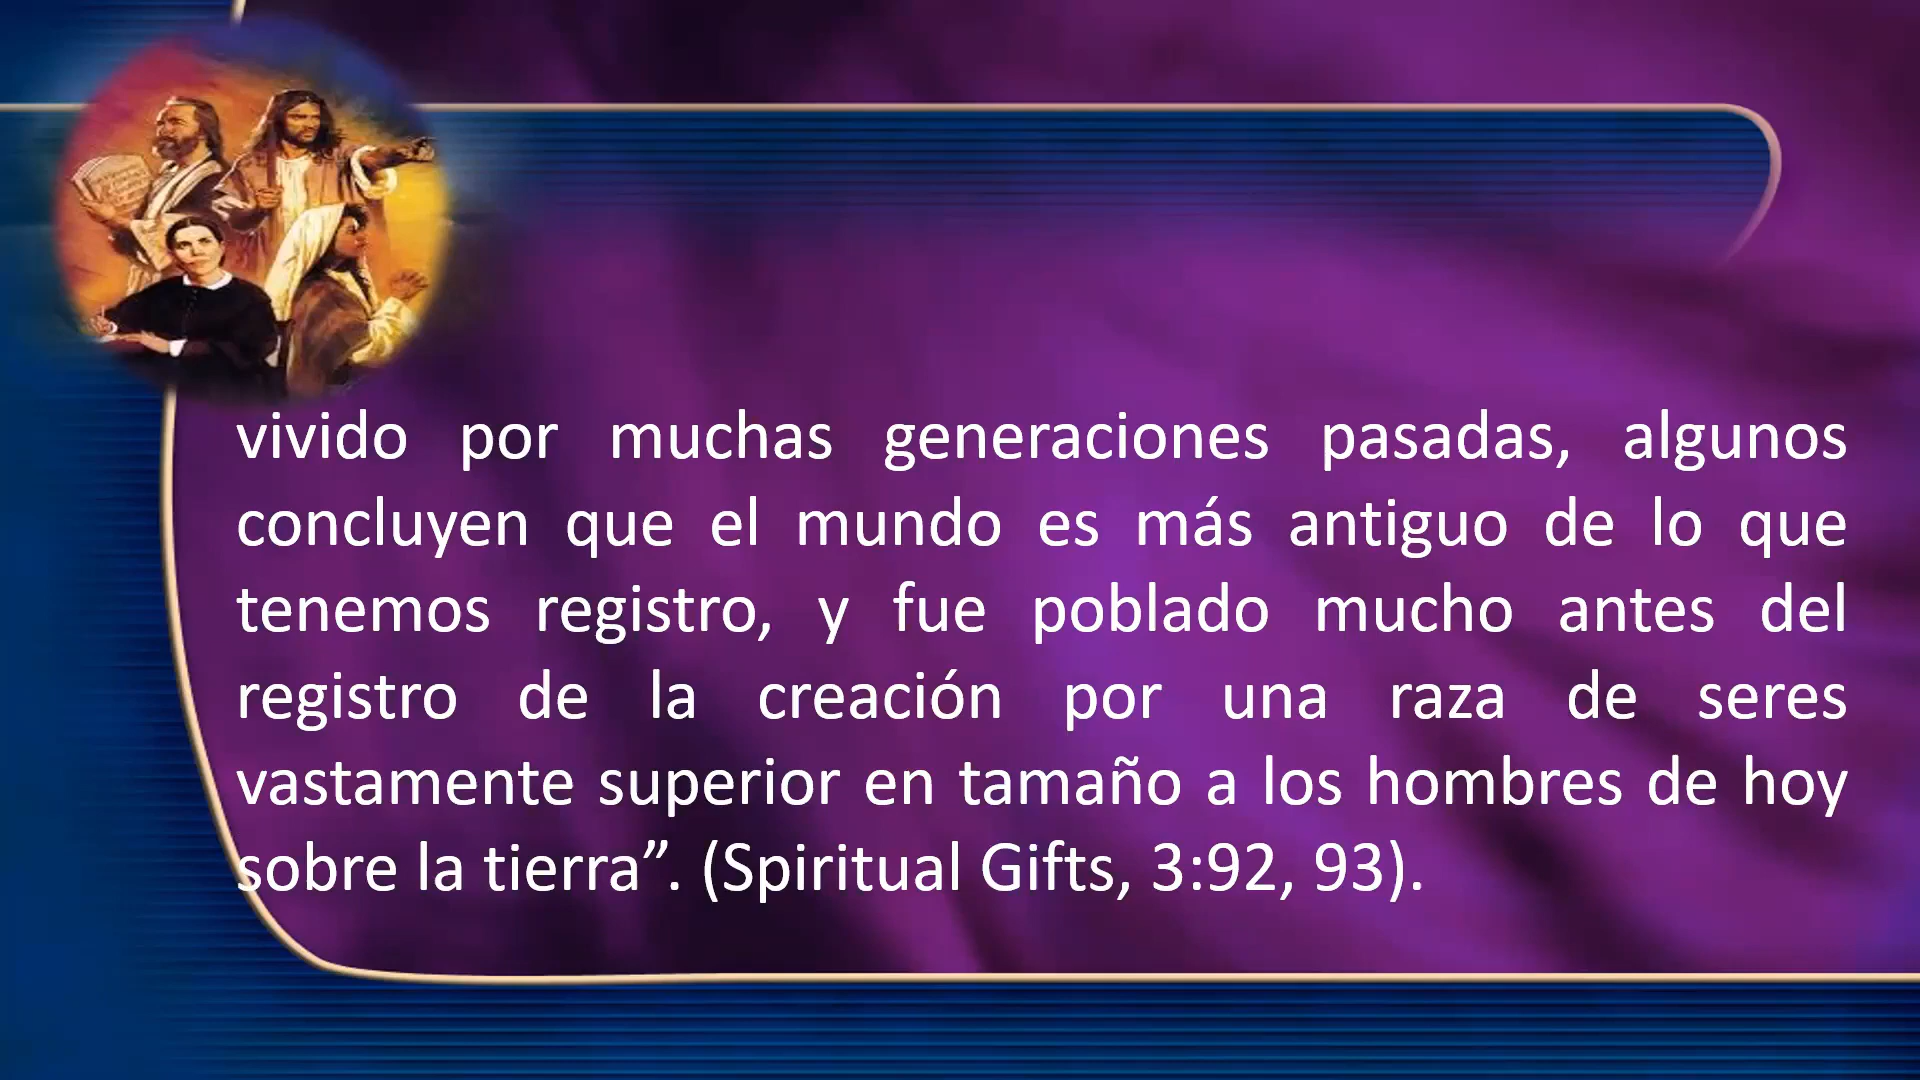 vivido por muchas generaciones pasadas, algunos
concluyen que el mundo es más antiguo de lo que
tenemos registro, y fue poblado mucho antes del
registro de la creación por una raza de seres
vastamente superior en tamaño a los hombres de hoy
sobre la tierra”. (Spiritual Gifts, 3:92, 93).